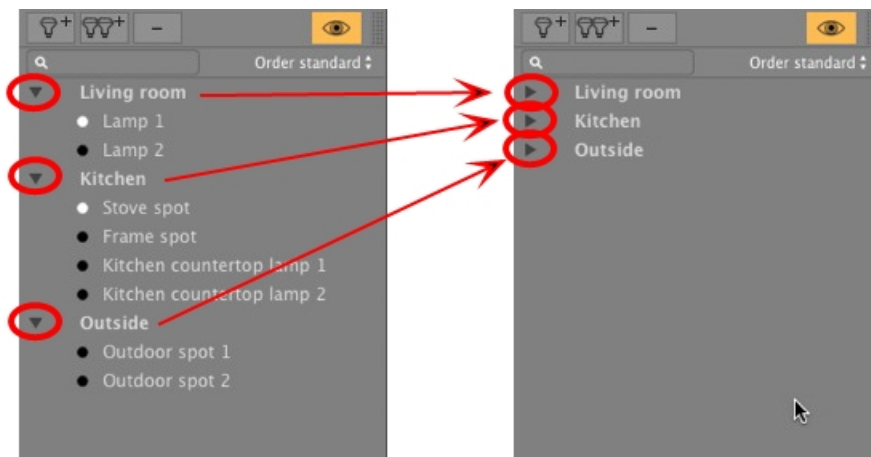 Order standard
Living room
Lamp 1
Lamp 2
Kitchen
Stove spot
Frame spot
Kitchen countertop lamp 1
Kitchen countertop lamp 2
Outside
Outdoor spot 1
Outdoor spot 2
Order standard
Living room
Kitchen
Outside